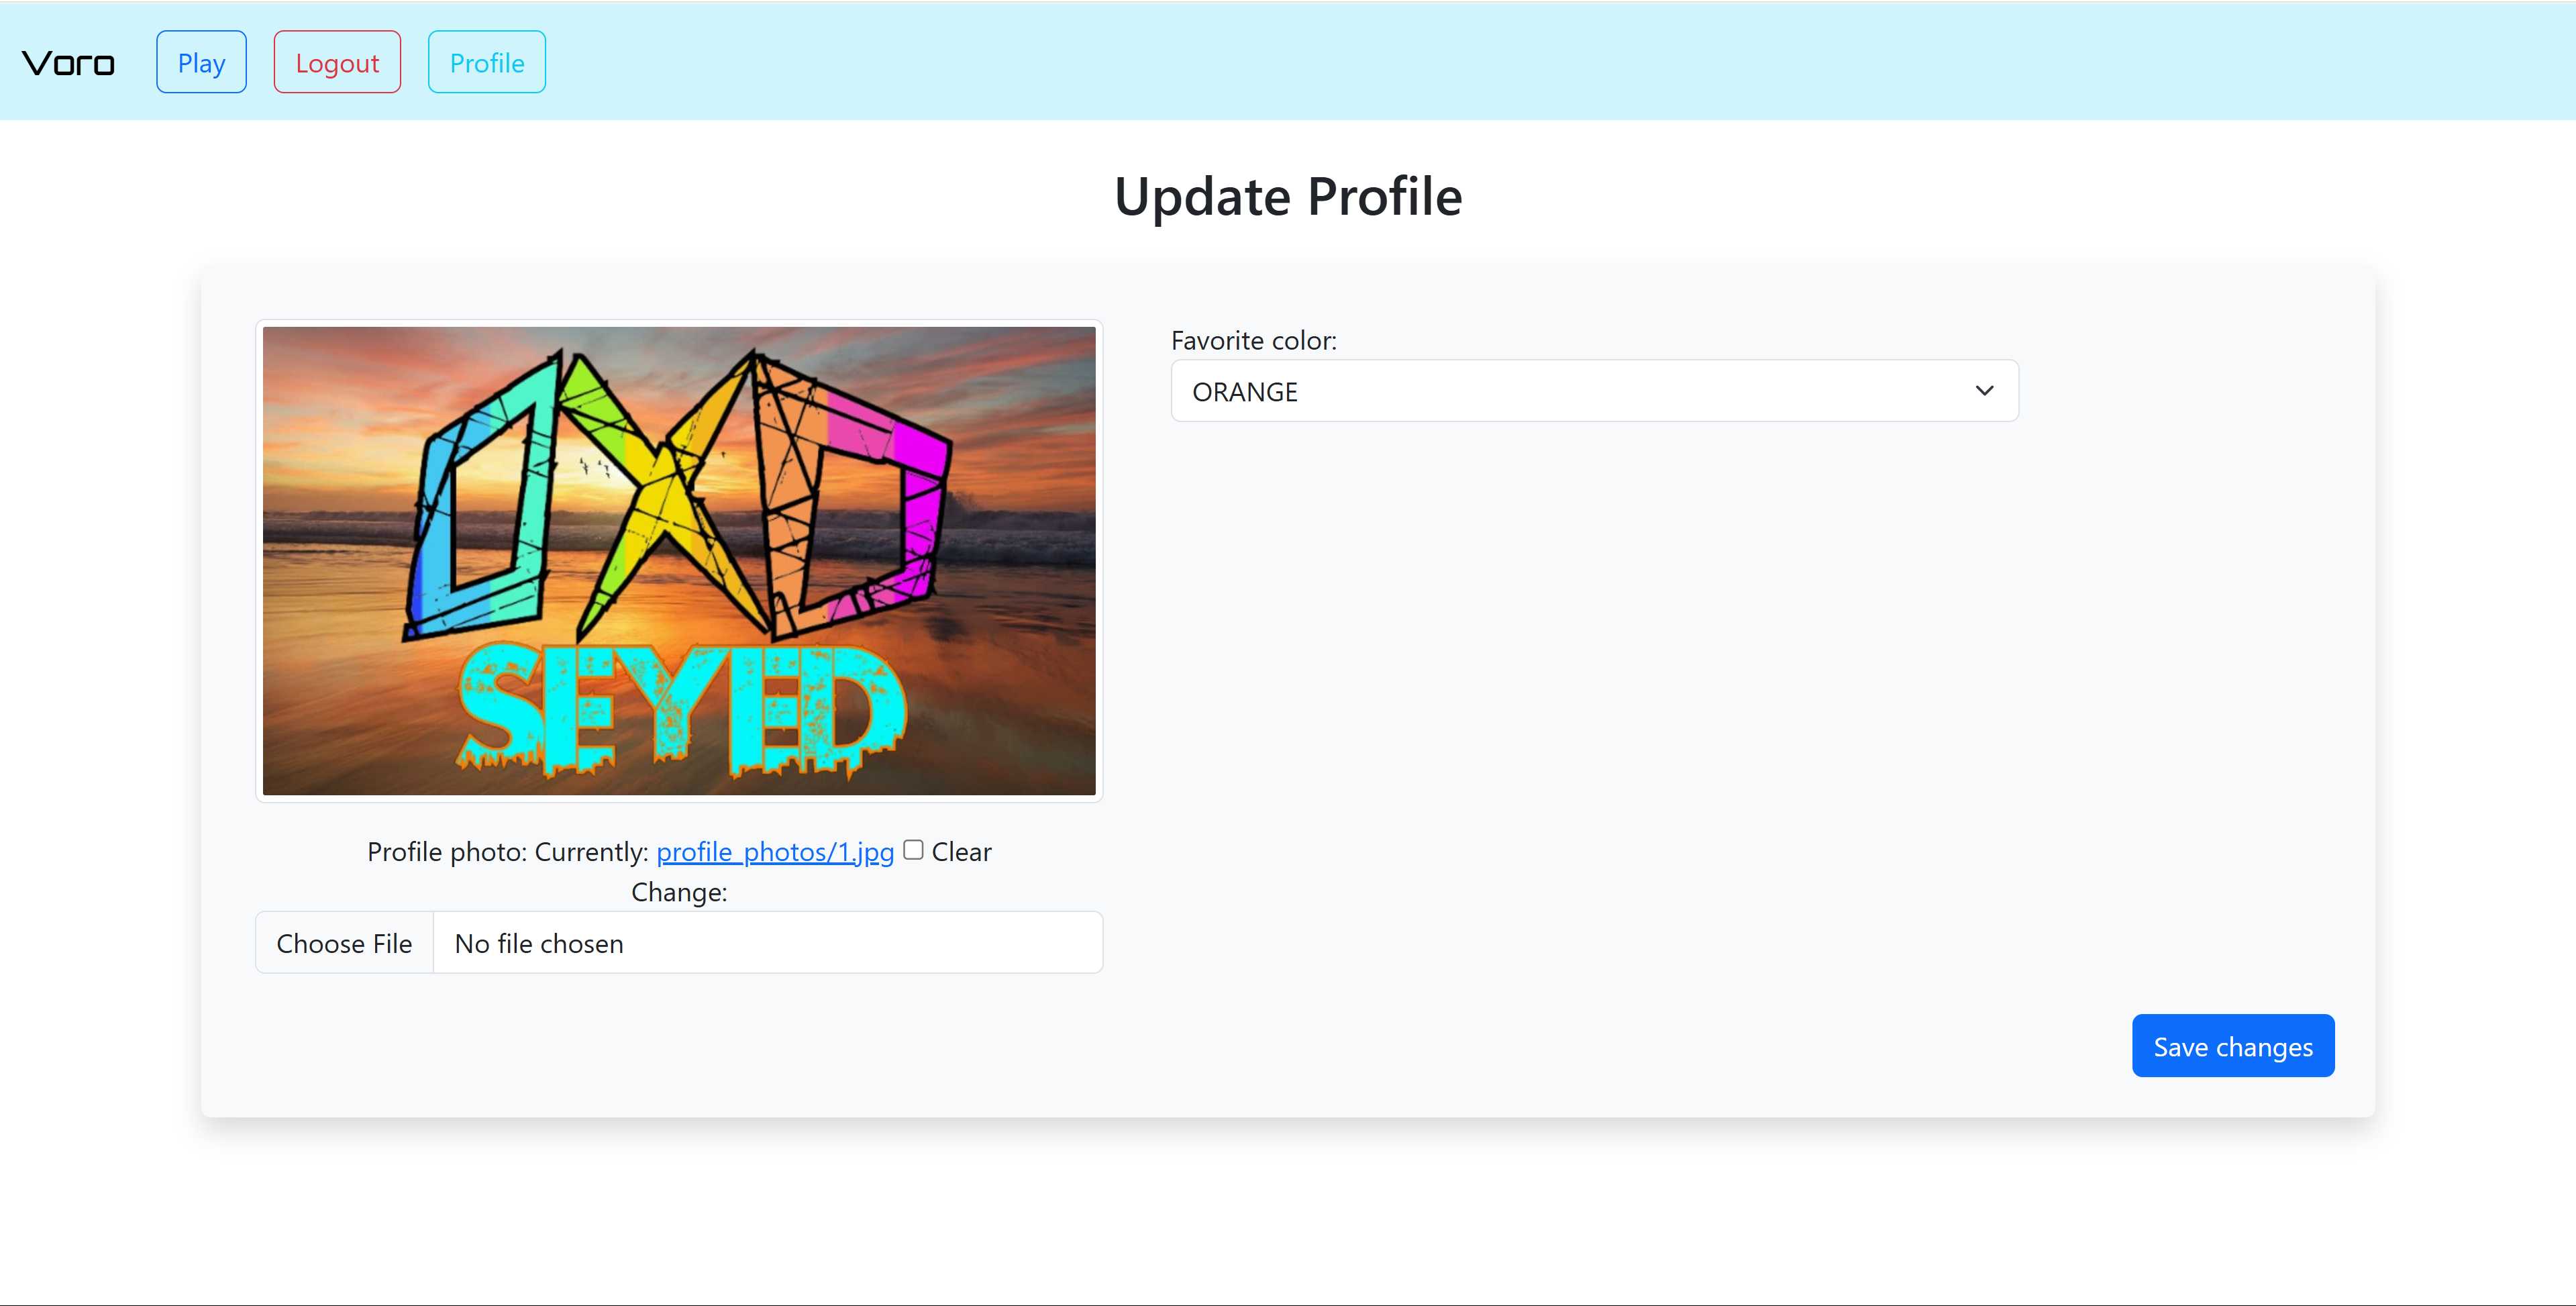 Voro Play Logout Profile
Update Profile
OXD
SEYED
Profile photo: Currently: profile_photos/1.jpg Clear
Change:
Choose File No file chosen
Favorite color:
ORANGE
Save changes